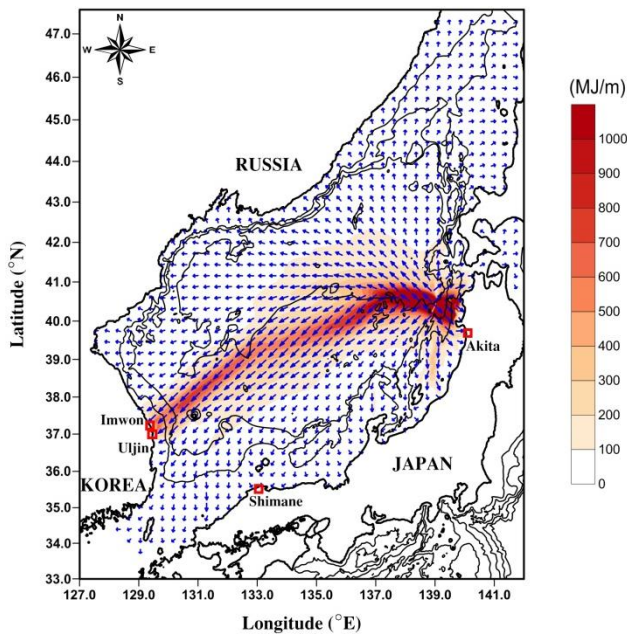 N
W E
S
47.0
46.0
45.0
44.0
43.0
42.0
41.0
40.0
39.0
38.0
37.0
36.0
35.0
34.0
33.0
Latitude (°N)
RUSSIA
Akita
Imwon
Uljin
KOREA
JAPAN
Shimane
127.0 129.0 131.0 133.0 135.0 137.0 139.0 141.0
Longitude (°E)
(MJ/m)
1000
900
800
700
600
500
400
300
200
100
0